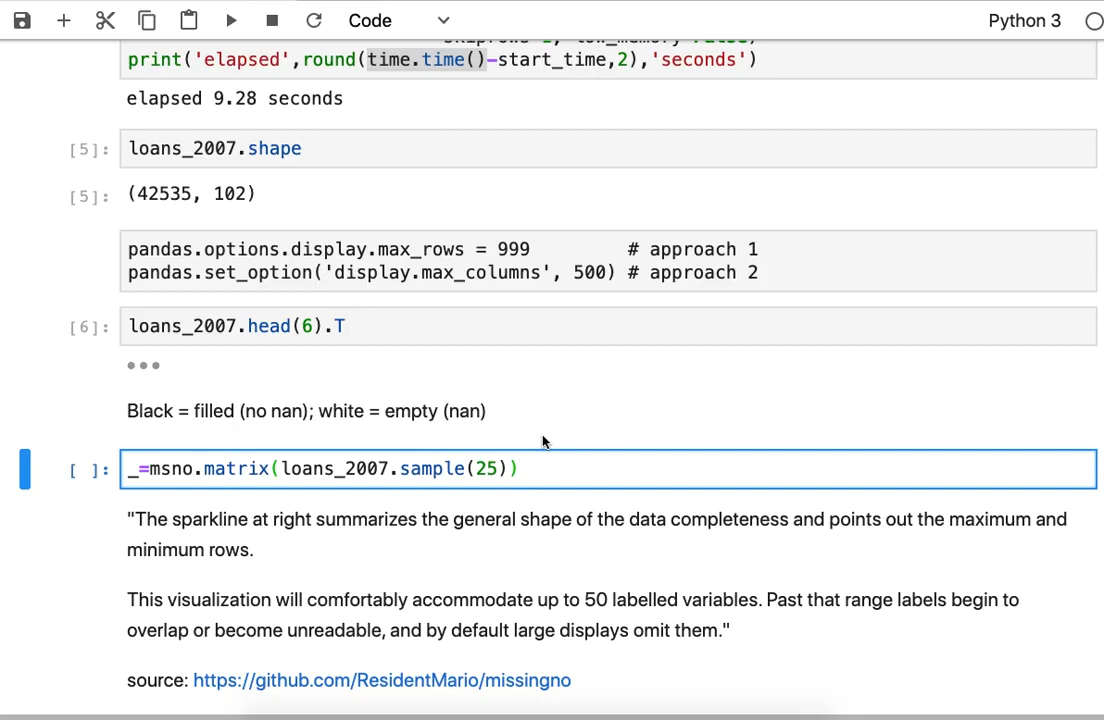 Code
Python 3
print('elapsed',round(time.time()-start_time,2),'seconds')
elapsed 9.28 seconds
[5]: loans_2007.shape
[5]: (42535, 102)
pandas.options.display.max_rows = 999 # approach 1
pandas.set_option('display.max_columns', 500) # approach 2
[6]: loans_2007.head(6).T
Black = filled (no nan); white = empty (nan)
[ ]: _=msno.matrix(loans_2007.sample(25))
"The sparkline at right summarizes the general shape of the data completeness and points out the maximum and
minimum rows.
This visualization will comfortably accommodate up to 50 labelled variables. Past that range labels begin to
overlap or become unreadable, and by default large displays omit them."
source: https://github.com/ResidentMario/missingno